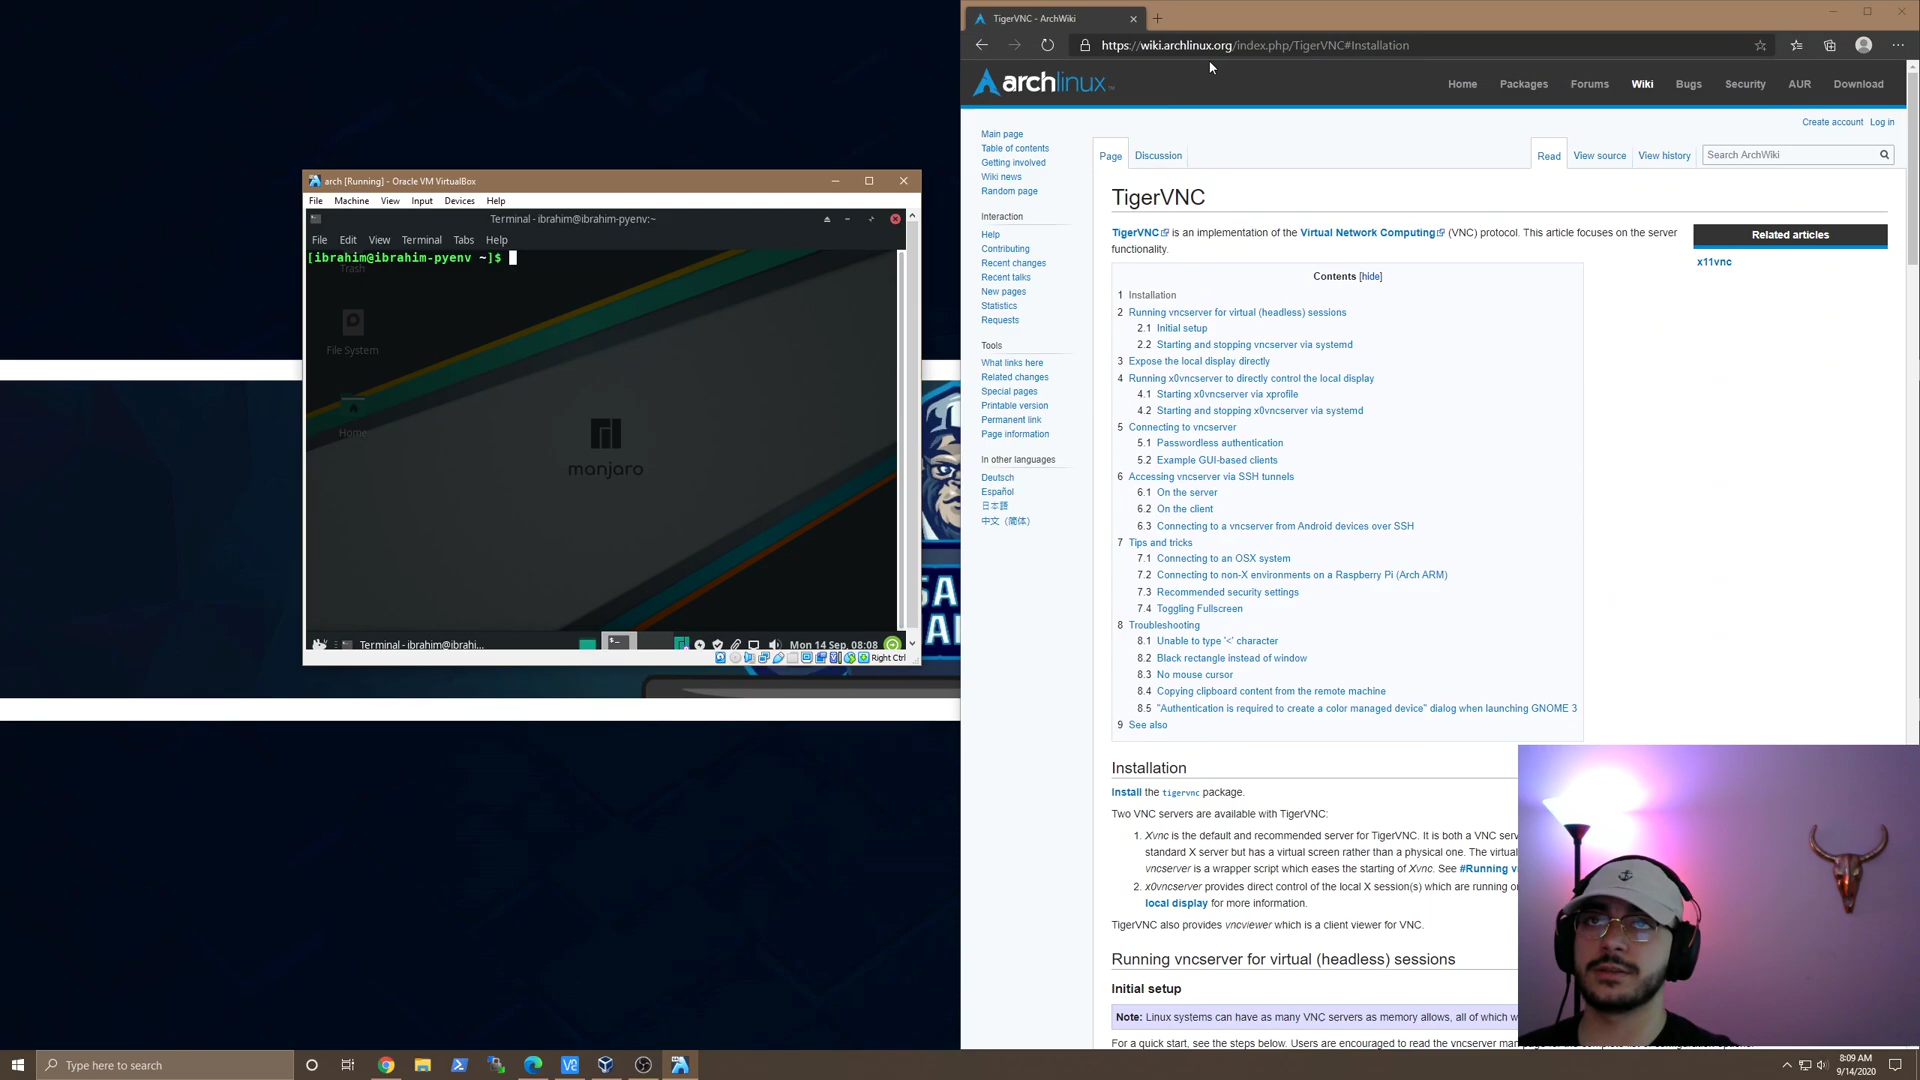 TigerVNC - ArchWiki
https://wiki.archlinux.org/index.php/TigerVNC#Installation
archlinux
Home Packages Forums Wiki Bugs Security AUR Download
Create account Log in
Main page
Table of contents
Getting involved
Wiki news
Random page
Interaction
Help
Contributing
Recent changes
Recent talks
New pages
Statistics
Requests
Tools
What links here
Related changes
Special pages
Printable version
Permanent link
Page information
In other languages
Deutsch
Español
日本語
中文（简体）
Page Discussion Read View source View history Search ArchWiki
TigerVNC
TigerVNC is an implementation of the Virtual Network Computing (VNC) protocol. This article focuses on the server
functionality.
Related articles
x11vnc
Contents [hide]
1 Installation
2 Running vncserver for virtual (headless) sessions
2.1 Initial setup
2.2 Starting and stopping vncserver via systemd
3 Expose the local display directly
4 Running x0vncserver to directly control the local display
4.1 Starting x0vncserver via xprofile
4.2 Starting and stopping x0vncserver via systemd
5 Connecting to vncserver
5.1 Passwordless authentication
5.2 Example GUI-based clients
6 Accessing vncserver via SSH tunnels
6.1 On the server
6.2 On the client
6.3 Connecting to a vncserver from Android devices over SSH
7 Tips and tricks
7.1 Connecting to an OSX system
7.2 Connecting to non-X environments on a Raspberry Pi (Arch ARM)
7.3 Recommended security settings
7.4 Toggling Fullscreen
8 Troubleshooting
8.1 Unable to type '<' character
8.2 Black rectangle instead of window
8.3 No mouse cursor
8.4 Copying clipboard content from the remote machine
8.5 "Authentication is required to create a color managed device" dialog when launching GNOME 3
9 See also
Installation
Install the tigervnc package.
Two VNC servers are available with TigerVNC:
1. Xvnc is the default and recommended server for TigerVNC. It is both a VNC serv
standard X server but has a virtual screen rather than a physical one. The virtual
vncserver is a wrapper script which eases the starting of Xvnc. See #Running v
2. x0vncserver provides direct control of the local X session(s) which are running o
local display for more information.
TigerVNC also provides vncviewer which is a client viewer for VNC.
Running vncserver for virtual (headless) sessions
Initial setup
Note: Linux systems can have as many VNC servers as memory allows, all of which w
For a quick start, see the steps below. Users are encouraged to read the vncserver
arch [Running] - Oracle VM VirtualBox
File Machine View Input Devices Help
Terminal - ibrahim@ibrahim-pyenv:~
File Edit View Terminal Tabs Help
[ibrahim@ibrahim-pyenv ~]$
Trash
File System
Home
manjaro
Terminal - ibrahim@ibrahi...
Mon 14 Sep, 08:08
Right Ctrl
Type here to search
8:09 AM
9/14/2020